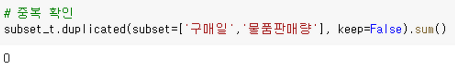 # 중복 확인
subset_t.duplicated(subset=['구매일','물품판매량'], keep=False).sum()
0